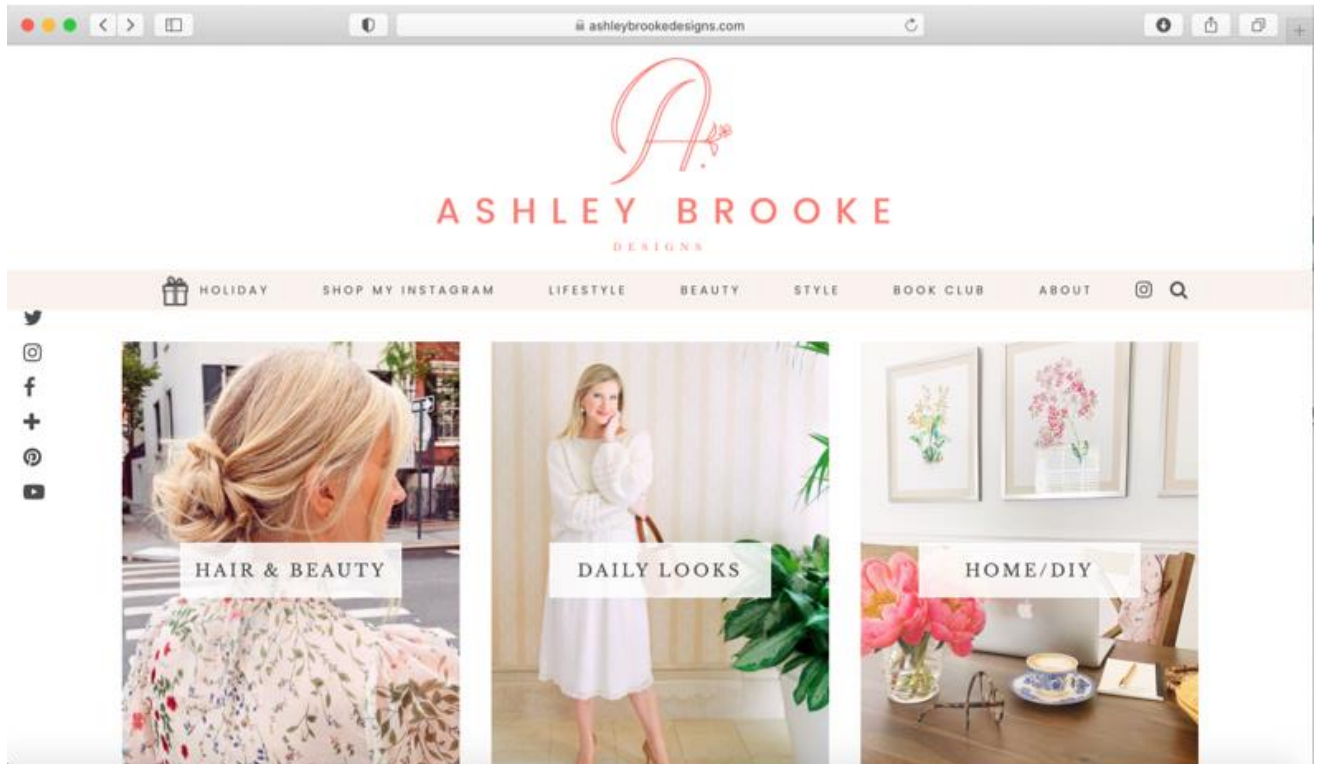 ashleybrookedesigns.com
A.
ASHLEY BROOKE
DESIGNS
HOLIDAY SHOP MY INSTAGRAM LIFESTYLE BEAUTY STYLE BOOK CLUB ABOUT
HAIR & BEAUTY DAILY LOOKS HOME/DIY